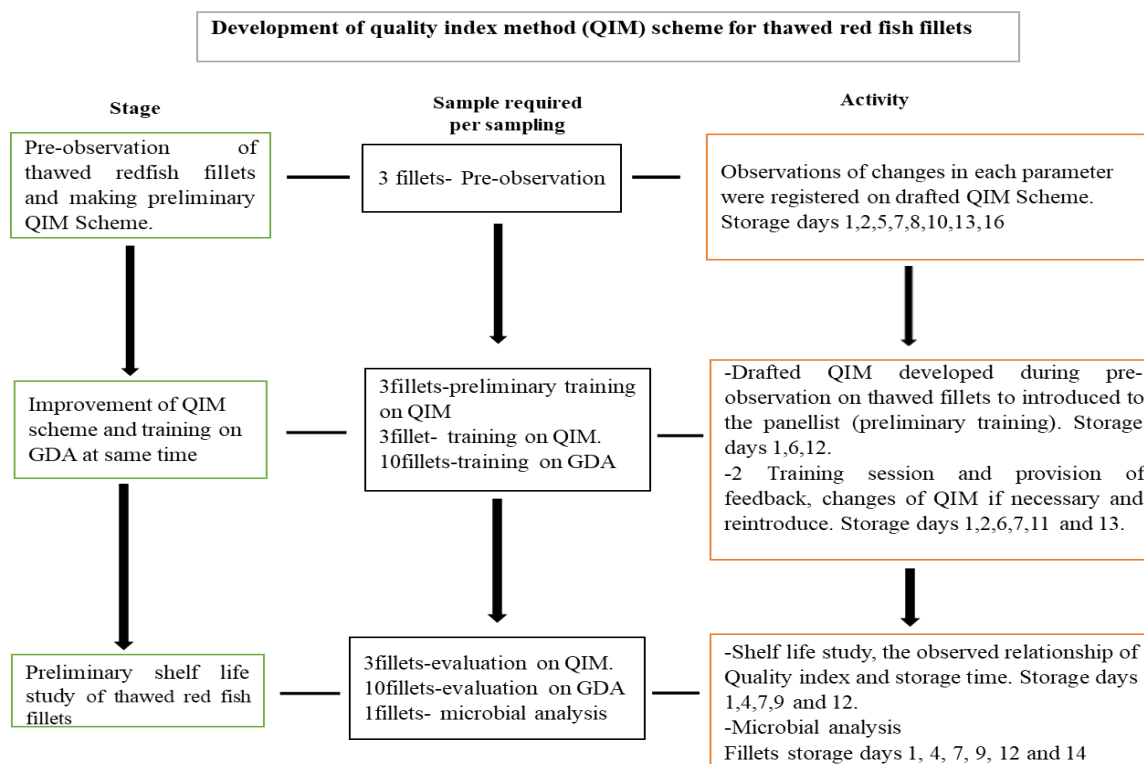 Development of quality index method (QIM) scheme for thawed red fish fillets
Stage
Sample required
per sampling
Activity
Pre-observation of
thawed redfish fillets
and making preliminary
QIM Scheme.
3 fillets- Pre-observation
Observations of changes in each parameter
were registered on drafted QIM Scheme.
Storage days 1,2,5,7,8,10,13,16
Improvement of QIM
scheme and training on
GDA at same time
3fillets-preliminary training
on QIM
3fillet- training on QIM.
10fillets-training on GDA
-Drafted QIM developed during pre-
observation on thawed fillets to introduced to
the panellist (preliminary training). Storage
days 1,6,12.
-2 Training session and provision of
feedback, changes of QIM if necessary and
reintroduce. Storage days 1,2,6,7,11 and 13.
Preliminary shelf life
study of thawed red fish
fillets
3fillets-evaluation on QIM.
10fillets-evaluation on GDA
1fillets- microbial analysis
-Shelf life study, the observed relationship of
Quality index and storage time. Storage days
1,4,7,9 and 12.
-Microbial analysis
Fillets storage days 1, 4, 7, 9, 12 and 14